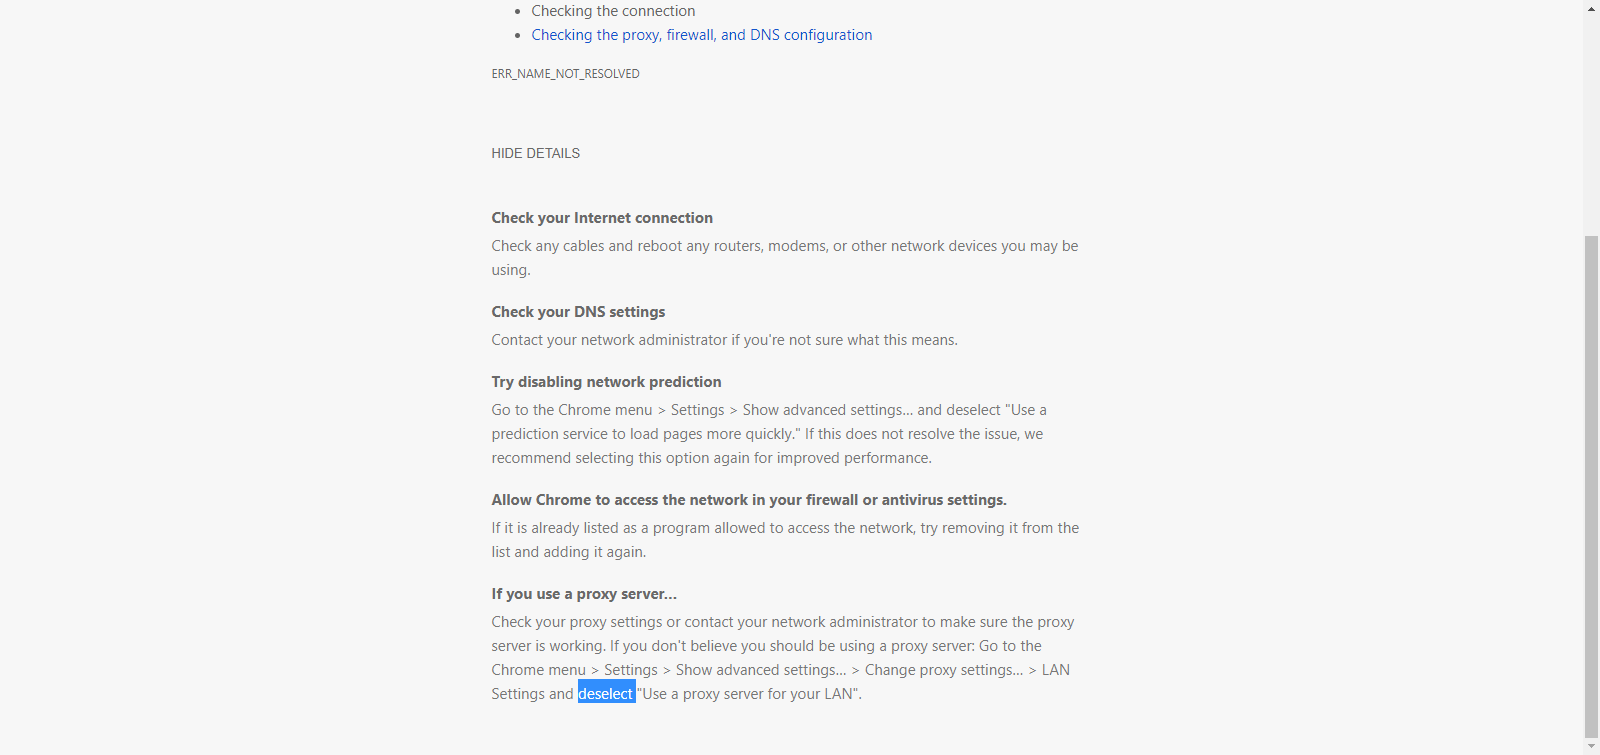 Checking the connection
Checking the proxy, firewall, and DNS configuration
ERR_NAME_NOT_RESOLVED
HIDE DETAILS
Check your Internet connection
Check any cables and reboot any routers, modems, or other network devices you may be
using.
Check your DNS settings
Contact your network administrator if you're not sure what this means.
Try disabling network prediction
Go to the Chrome menu > Settings > Show advanced settings… and deselect "Use a
prediction service to load pages more quickly." If this does not resolve the issue, we
recommend selecting this option again for improved performance.
Allow Chrome to access the network in your firewall or antivirus settings.
If it is already listed as a program allowed to access the network, try removing it from the
list and adding it again.
If you use a proxy server…
Check your proxy settings or contact your network administrator to make sure the proxy
server is working. If you don't believe you should be using a proxy server: Go to the
Chrome menu > Settings > Show advanced settings… > Change proxy settings… > LAN
Settings and deselect "Use a proxy server for your LAN".